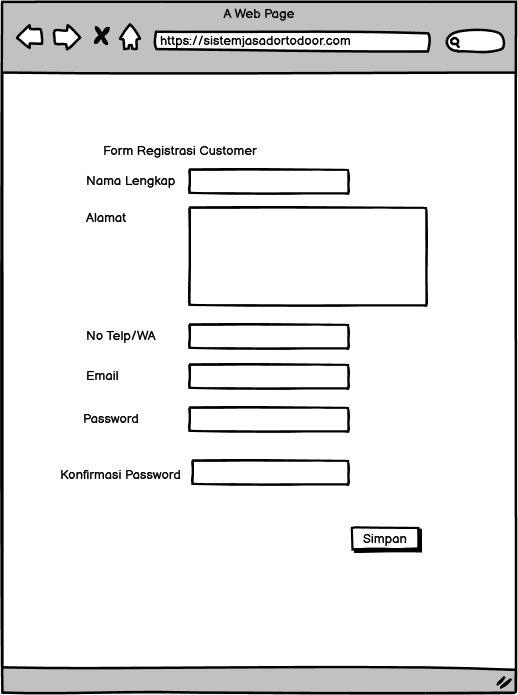 A Web Page
https://sistemjasadortodoor.com
Form Registrasi Customer
Nama Lengkap
Alamat
No Telp/WA
Email
Password
Konfirmasi Password
Simpan